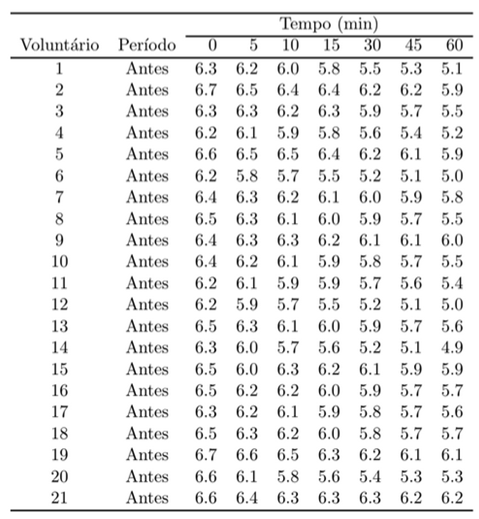 Tempo (min)
Voluntário Período 0 5 10 15 30 45 60
1 Antes 6.3 6.2 6.0 5.8 5.5 5.3 5.1
2 Antes 6.7 6.5 6.4 6.4 6.2 6.2 5.9
3 Antes 6.3 6.3 6.2 6.3 5.9 5.7 5.5
4 Antes 6.2 6.1 5.9 5.8 5.6 5.4 5.2
5 Antes 6.6 6.5 6.5 6.4 6.2 6.1 5.9
6 Antes 6.2 5.8 5.7 5.5 5.2 5.1 5.0
7 Antes 6.4 6.3 6.2 6.1 6.0 5.9 5.8
8 Antes 6.5 6.3 6.1 6.0 5.9 5.7 5.5
9 Antes 6.4 6.3 6.3 6.2 6.1 6.1 6.0
10 Antes 6.4 6.2 6.1 5.9 5.8 5.7 5.5
11 Antes 6.2 6.1 5.9 5.9 5.7 5.6 5.4
12 Antes 6.2 5.9 5.7 5.5 5.2 5.1 5.0
13 Antes 6.5 6.3 6.1 6.0 5.9 5.7 5.6
14 Antes 6.3 6.0 5.7 5.6 5.2 5.1 4.9
15 Antes 6.5 6.0 6.3 6.2 6.1 5.9 5.9
16 Antes 6.5 6.2 6.2 6.0 5.9 5.7 5.7
17 Antes 6.3 6.2 6.1 5.9 5.8 5.7 5.6
18 Antes 6.5 6.3 6.2 6.0 5.8 5.7 5.7
19 Antes 6.7 6.6 6.5 6.3 6.2 6.1 6.1
20 Antes 6.6 6.1 5.8 5.6 5.4 5.3 5.3
21 Antes 6.6 6.4 6.3 6.3 6.3 6.2 6.2